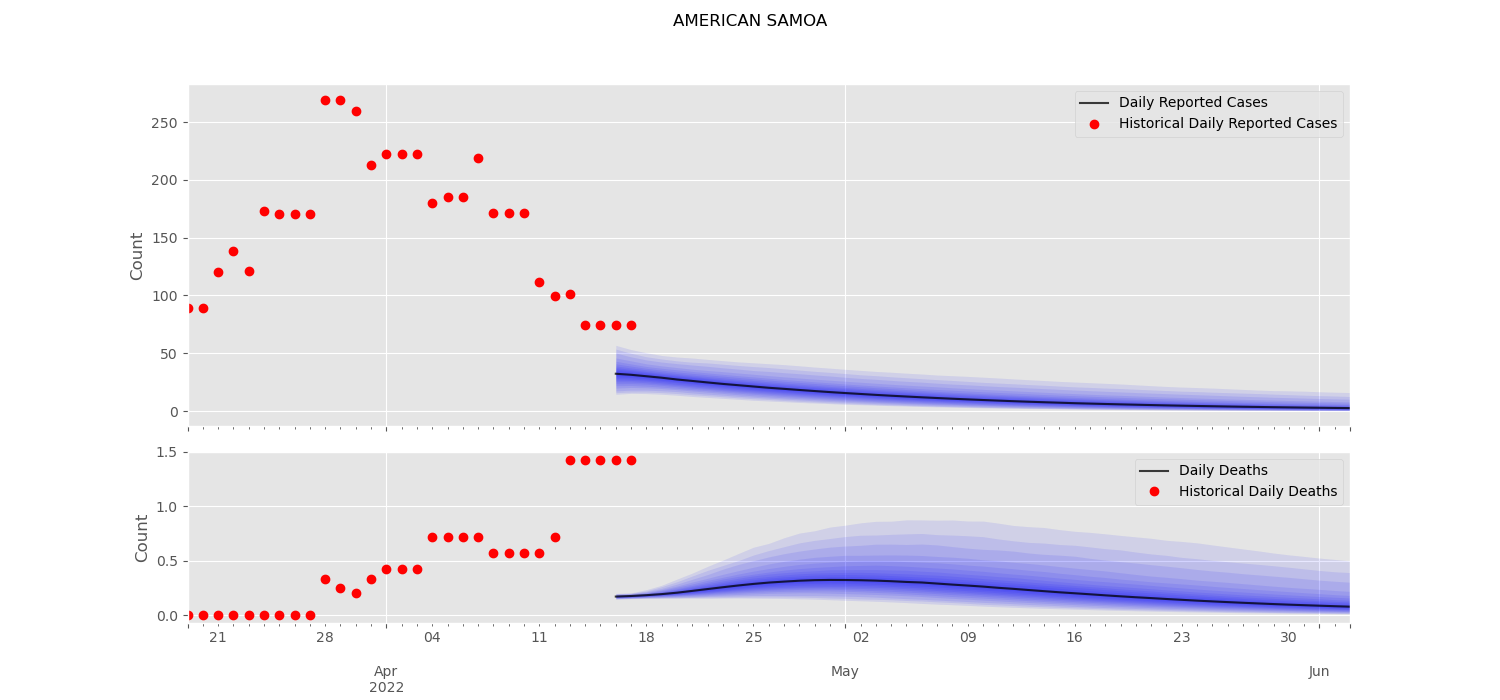 AMERICAN SAMOA
Daily Reported Cases
Historical Daily Reported Cases
250
200
150
100
50
0
Count
Daily Deaths
Historical Daily Deaths
1.5
1.0
0.5
0.0
Count
21 28 04 11 18 25 02 09 16 23 30
Apr May Jun
2022